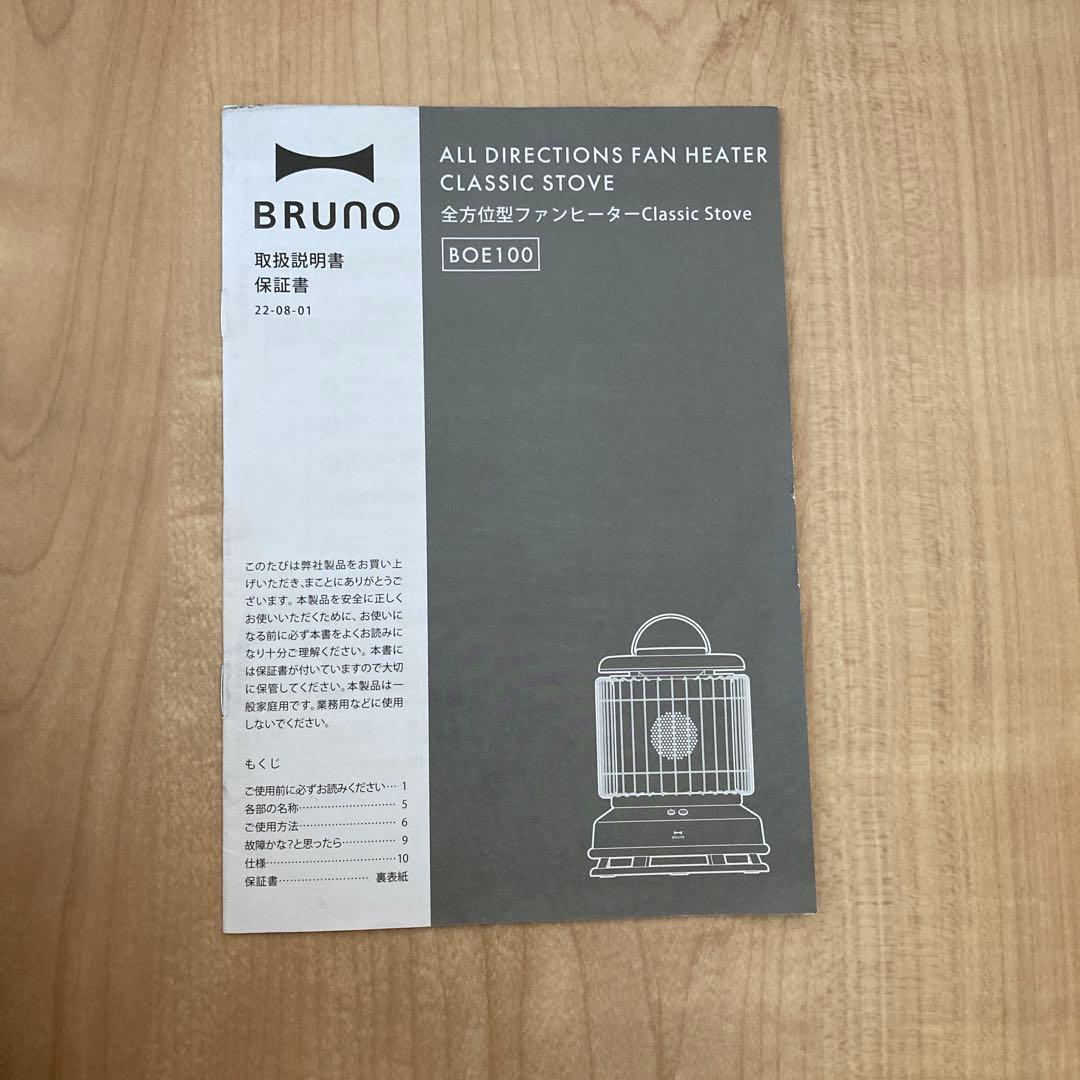 BRUNO
取扱説明書
保証書
22-08-01
ALL DIRECTIONS FAN HEATER
CLASSIC STOVE
全方位型ファンヒーターClassic Stove
BOE100
このたびは弊社製品をお買い上
げいただき、まことにありがとうご
ざいます。本製品を安全に正しく
お使いいただくために、お使いに
なる前に必ず本書をよくお読みに
なり十分ご理解ください。本書に
は保証書が付いていますので大切
に保管してください。本製品は一
般家庭用です。業務用などに使用
しないでください。
もくじ
ご使用前に必ずお読みください… 1
各部の名称……………………… 5
ご使用方法……………………… 6
故障かな？と思ったら…………… 9
仕様………………………………10
保証書…………………… 裏表紙
BRUNO